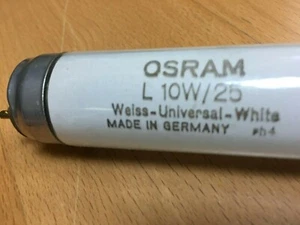 OSRAM
L 10W/25
Weiss-Universal-White
MADE IN GERMANY